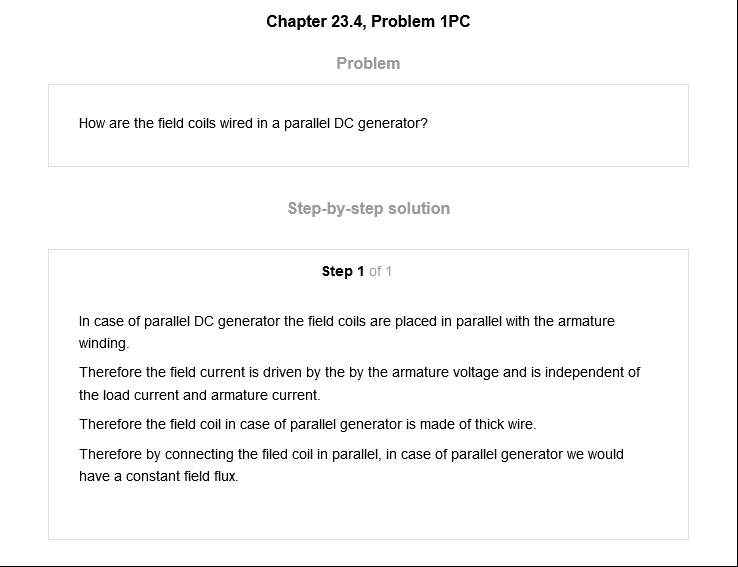 Chapter 23.4, Problem 1PC
Problem
How are the field coils wired in a parallel DC generator?
Step-by-step solution
Step 1 of 1
In case of parallel DC generator the field coils are placed in parallel with the armature
winding.
Therefore the field current is driven by the by the armature voltage and is independent of
the load current and armature current.
Therefore the field coil in case of parallel generator is made of thick wire.
Therefore by connecting the filed coil in parallel, in case of parallel generator we would
have a constant field flux.